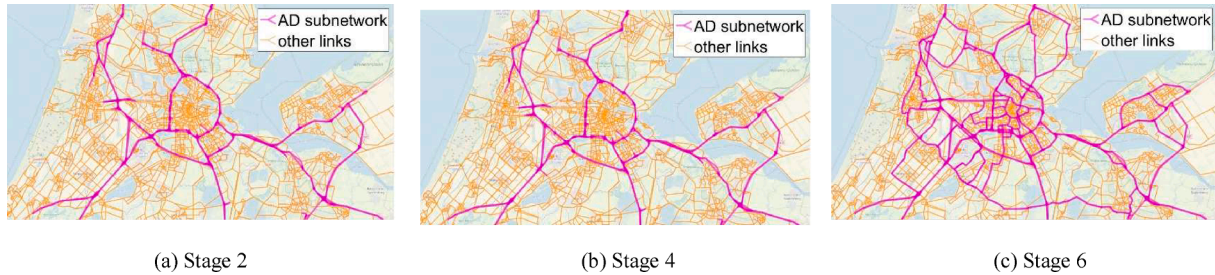 AD subnetwork
other links
AD subnetwork
other links
AD subnetwork
other links
(a) Stage 2
(b) Stage 4
(c) Stage 6